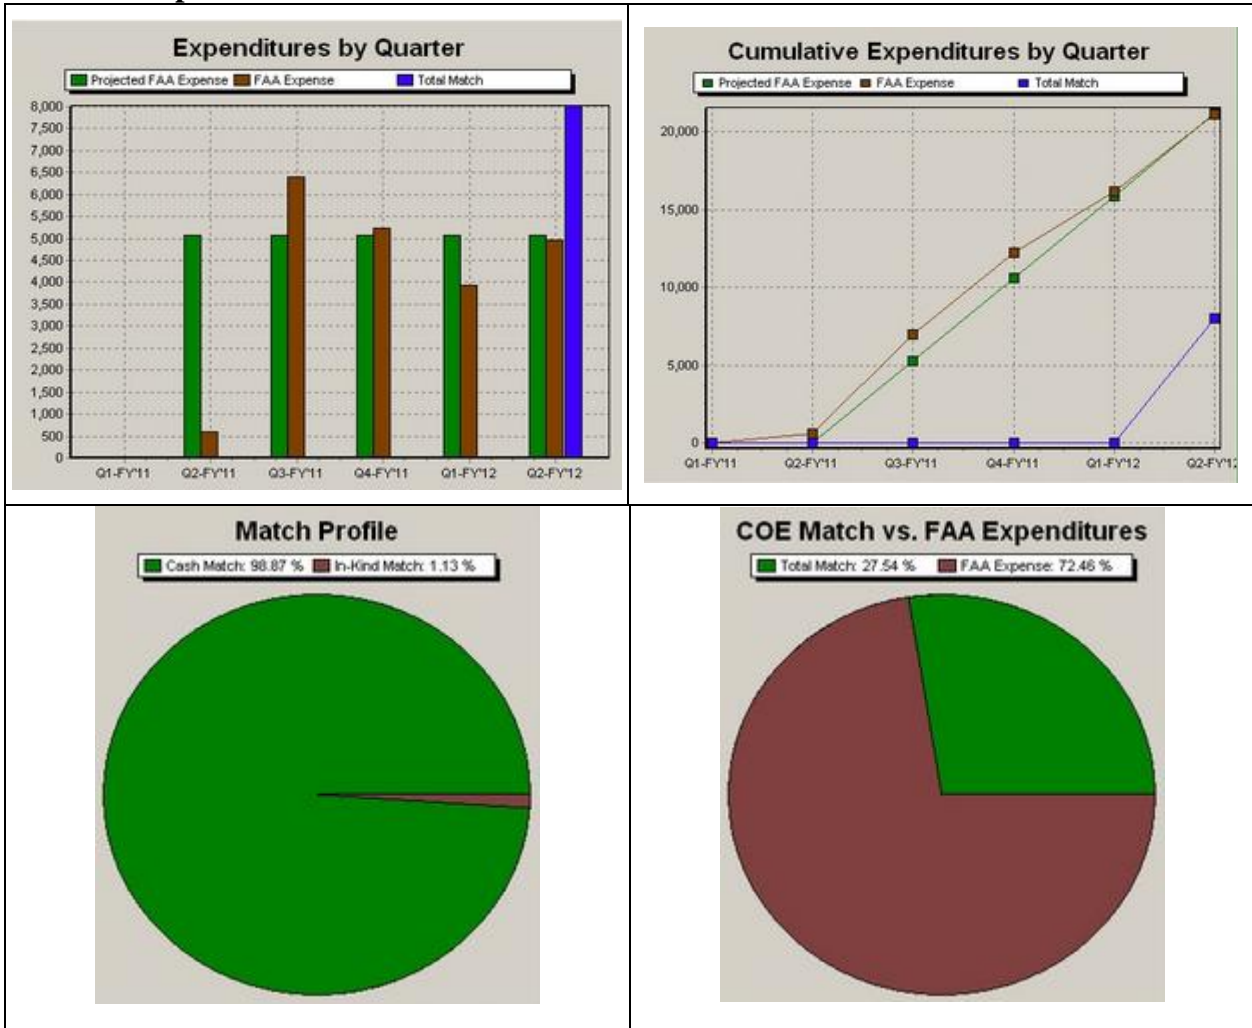 Expenditures by Quarter
Projected FAA Expense FAA Expense Total Match
8,000
7,500
7,000
6,500
6,000
5,500
5,000
4,500
4,000
3,500
3,000
2,500
2,000
1,500
1,000
500
0
Q1-FY'11 Q2-FY'11 Q3-FY'11 Q4-FY'11 Q1-FY'12 Q2-FY'12
Cumulative Expenditures by Quarter
Projected FAA Expense FAA Expense Total Match
20,000
15,000
10,000
5,000
0
Q1-FY'11 Q2-FY'11 Q3-FY'11 Q4-FY'11 Q1-FY'12 Q2-FY'12
Match Profile
Cash Match: 98.87 % In-Kind Match: 1.13 %
COE Match vs. FAA Expenditures
Total Match: 27.54 % FAA Expense: 72.46 %